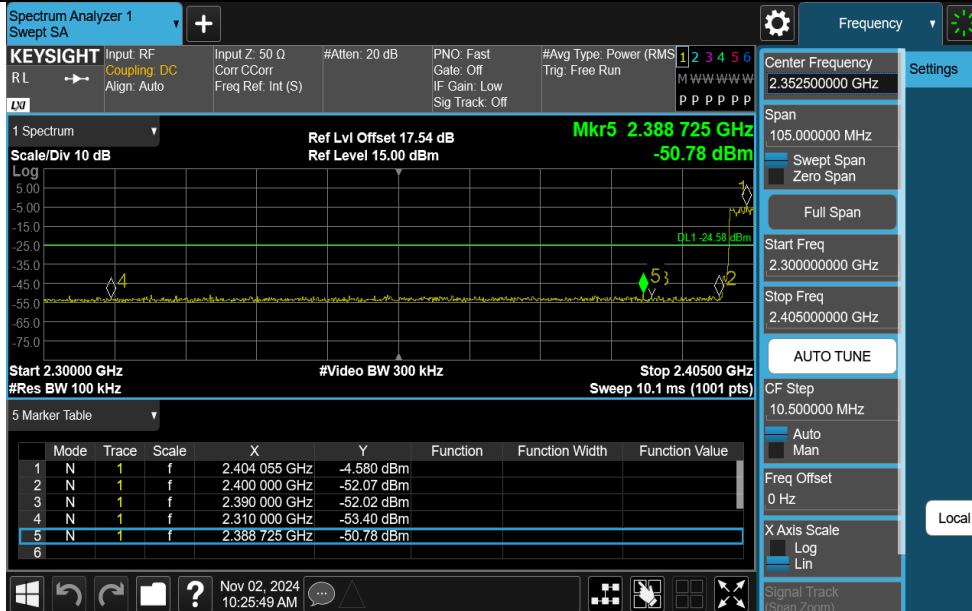 Spectrum Analyzer 1
Swept SA
+
Frequency
KEYSIGHT
RL
LXI
Input: RF
Coupling: DC
Align: Auto
Input Z: 50 Ω
Corr CCorr
Freq Ref: Int (S)
#Atten: 20 dB
PNO: Fast
Gate: Off
IF Gain: Low
Sig Track: Off
#Avg Type: Power (RMS
Trig: Free Run
1 2 3 4 5 6
M W W W W W
P P P P P P
1 Spectrum
Scale/Div 10 dB
Ref Lvl Offset 17.54 dB
Ref Level 15.00 dBm
Mkr5 2.388 725 GHz
-50.78 dBm
Log
5.00
-5.00
-15.0
-25.0
-35.0
-45.0
-55.0
-65.0
-75.0
1
DL1 -24.58 dBm
4
5
3
2
Start 2.30000 GHz
#Video BW 300 kHz
Stop 2.40500 GHz
#Res BW 100 kHz
Sweep 10.1 ms (1001 pts)
5 Marker Table
Mode Trace Scale X Y Function Function Width Function Value
1 N 1 f 2.404 055 GHz -4.580 dBm
2 N 1 f 2.400 000 GHz -52.07 dBm
3 N 1 f 2.390 000 GHz -52.02 dBm
4 N 1 f 2.310 000 GHz -53.40 dBm
5 N 1 f 2.388 725 GHz -50.78 dBm
6
?
Nov 02, 2024
10:25:49 AM
Center Frequency
2.352500000 GHz
Span
105.000000 MHz
Swept Span
Zero Span
Full Span
Start Freq
2.300000000 GHz
Stop Freq
2.405000000 GHz
AUTO TUNE
CF Step
10.500000 MHz
Auto
Man
Freq Offset
0 Hz
X Axis Scale
Log
Lin
Signal Track
(Span Zoom)
Settings
Local